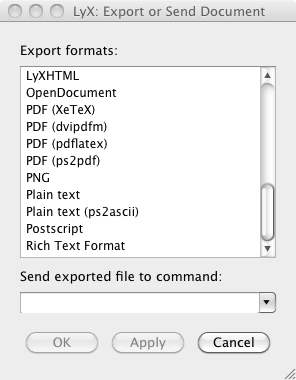 LyX: Export or Send Document
Export formats:
LyXHTML
OpenDocument
PDF (XeTeX)
PDF (dvipdfm)
PDF (pdflatex)
PDF (ps2pdf)
PNG
Plain text
Plain text (ps2ascii)
Postscript
Rich Text Format
Send exported file to command:
OK Apply Cancel